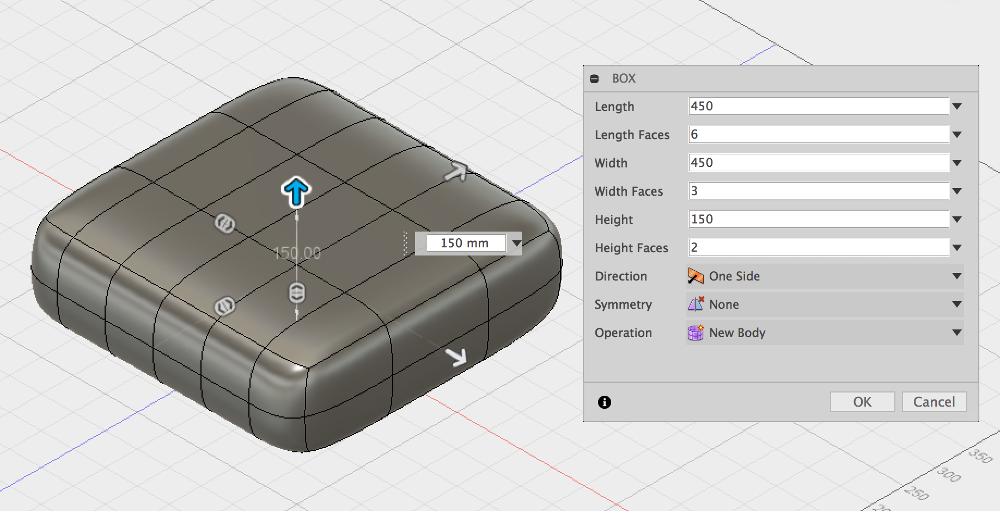 BOX
Length 450
Length Faces 6
Width 450
Width Faces 3
Height 150
Height Faces 2
Direction One Side
Symmetry None
Operation New Body
OK Cancel
150 mm
150.00
350
300
250